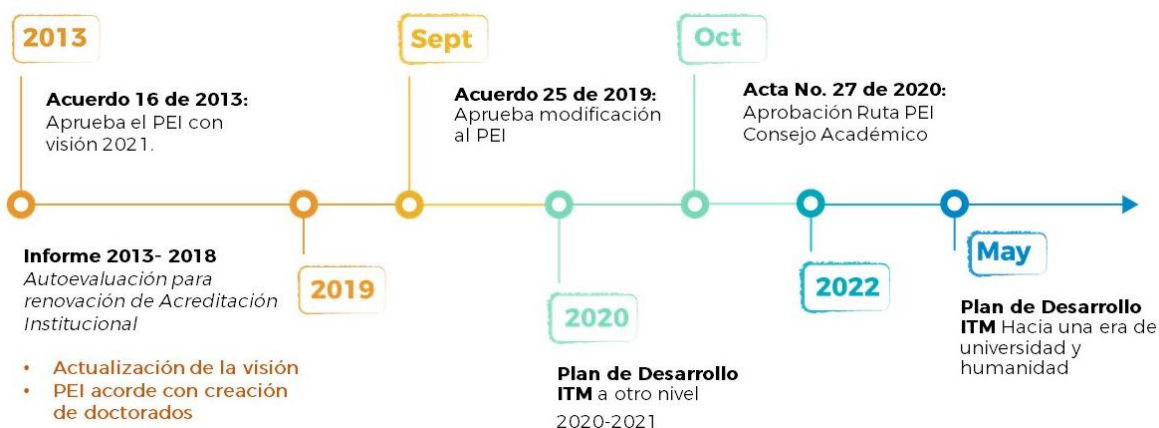 2013
Acuerdo 16 de 2013:
Aprueba el PEI con
visión 2021.
Informe 2013- 2018
Autoevaluación para
renovación de Acreditación
Institucional
• Actualización de la visión
• PEI acorde con creación
de doctorados
2019
Sept
Acuerdo 25 de 2019:
Aprueba modificación
al PEI
2020
Plan de Desarrollo
ITM a otro nivel
2020-2021
Oct
Acta No. 27 de 2020:
Aprobación Ruta PEI
Consejo Académico
2022
May
Plan de Desarrollo
ITM Hacia una era de
universidad y
humanidad